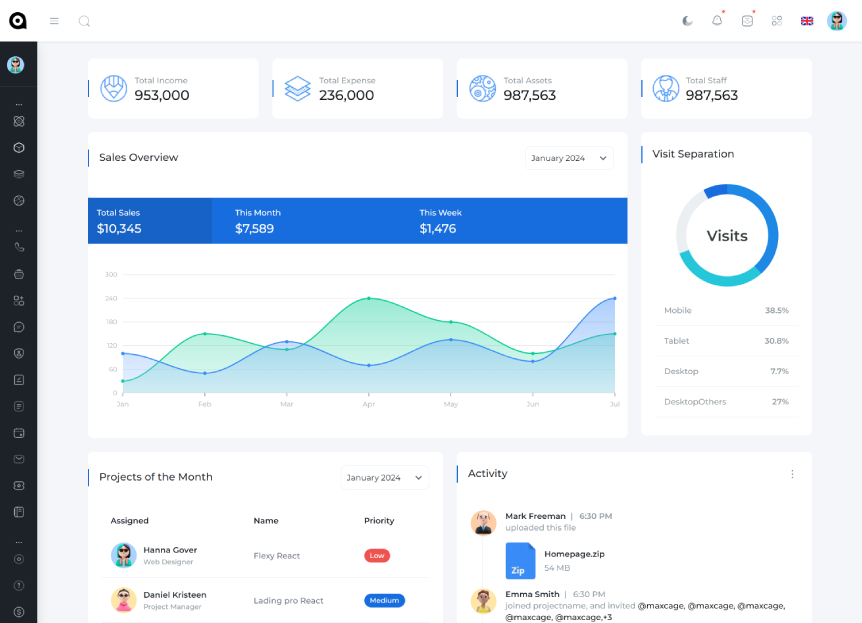 Total Income
953,000
Total Expense
236,000
Total Assets
987,563
Total Staff
987,563
Sales Overview
January 2024
Total Sales
$10,345
This Month
$7,589
This Week
$1,476
300
240
180
120
60
0
Jan
Feb
Mar
Apr
May
Jun
Jul
Visit Separation
Visits
Mobile 38.5%
Tablet 30.8%
Desktop 7.7%
DesktopOthers 27%
Projects of the Month
January 2024
Assigned Name Priority
Hanna Gover
Web Designer
Flexy React
Low
Daniel Kristeen
Project Manager
Lading pro React
Medium
Activity
Mark Freeman | 6:30 PM
uploaded this file
Zip
Homepage.zip
54 MB
Emma Smith | 6:30 PM
joined projectname, and invited @maxcage, @maxcage, @maxcage,
@maxcage, @maxcage,+3